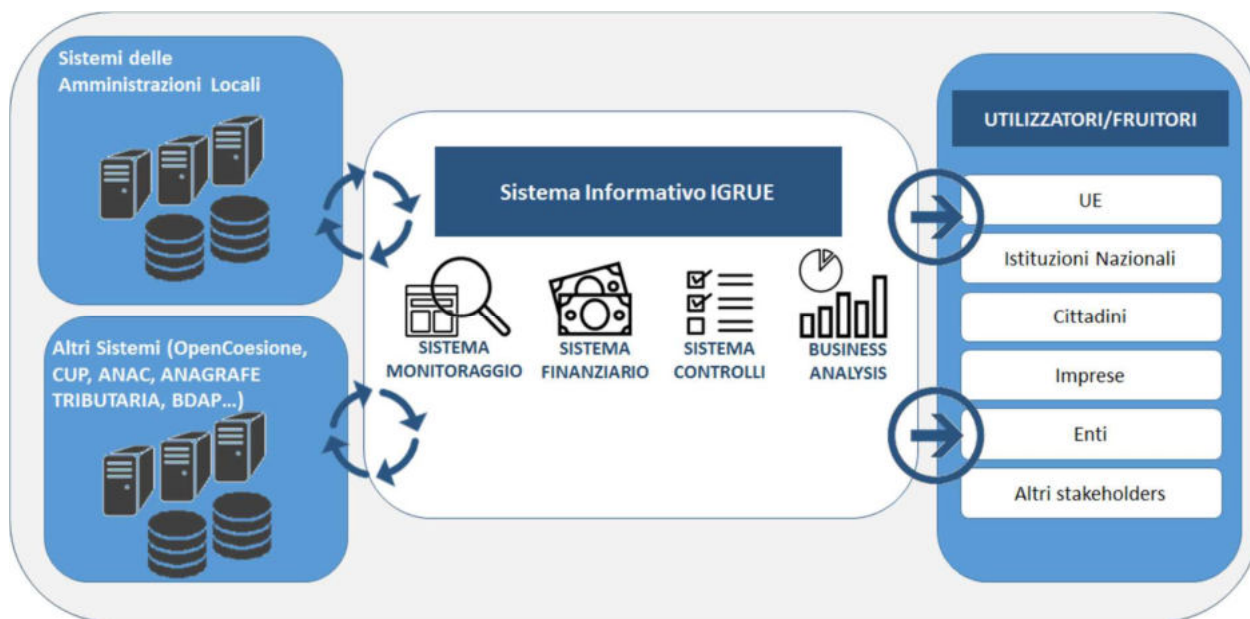 Sistemi delle
Amministrazioni Locali
Altri Sistemi (OpenCoesione,
CUP, ANAC, ANAGRAFE
TRIBUTARIA, BDAP...)
Sistema Informativo IGRUE
SISTEMA
MONITORAGGIO
SISTEMA
FINANZIARIO
SISTEMA
CONTROLLI
BUSINESS
ANALYSIS
UTILIZZATORI/FRUITORI
UE
Istituzioni Nazionali
Cittadini
Imprese
Enti
Altri stakeholders